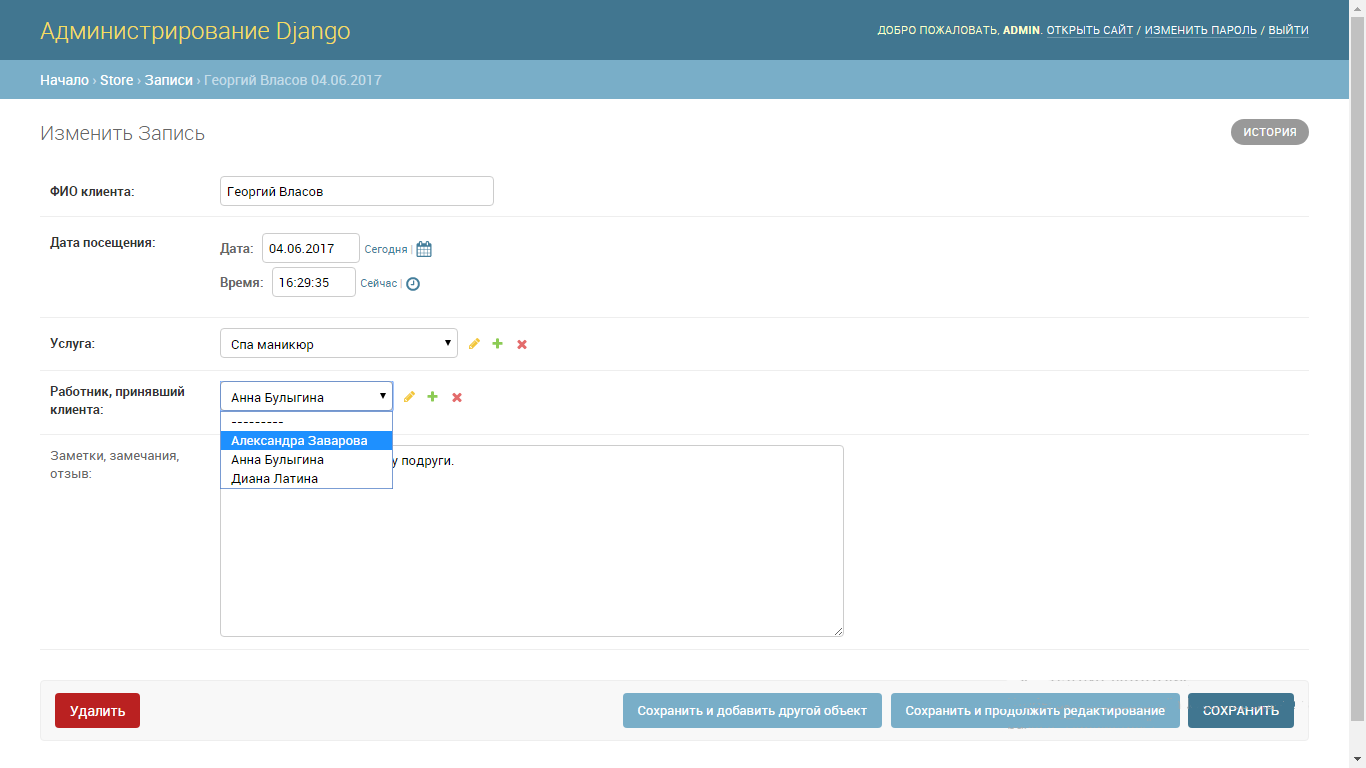 Администрирование Django
ДОБРО ПОЖАЛОВАТЬ, ADMIN. ОТКРЫТЬ САЙТ / ИЗМЕНИТЬ ПАРОЛЬ / ВЫЙТИ
Начало › Store › Записи › Георгий Власов 04.06.2017
Изменить Запись
ИСТОРИЯ
ФИО клиента:
Георгий Власов
Дата посещения:
Дата:
04.06.2017
Сегодня |
Время:
16:29:35
Сейчас |
Услуга:
Спа маникюр
Работник, принявший
клиента:
Анна Булыгина
---------
Александра Заварова
Анна Булыгина
Диана Латина
Заметки, замечания,
отзыв:
у подруги.
Удалить
Сохранить и добавить другой объект
Сохранить и продолжить редактирование
СОХРАНИТЬ